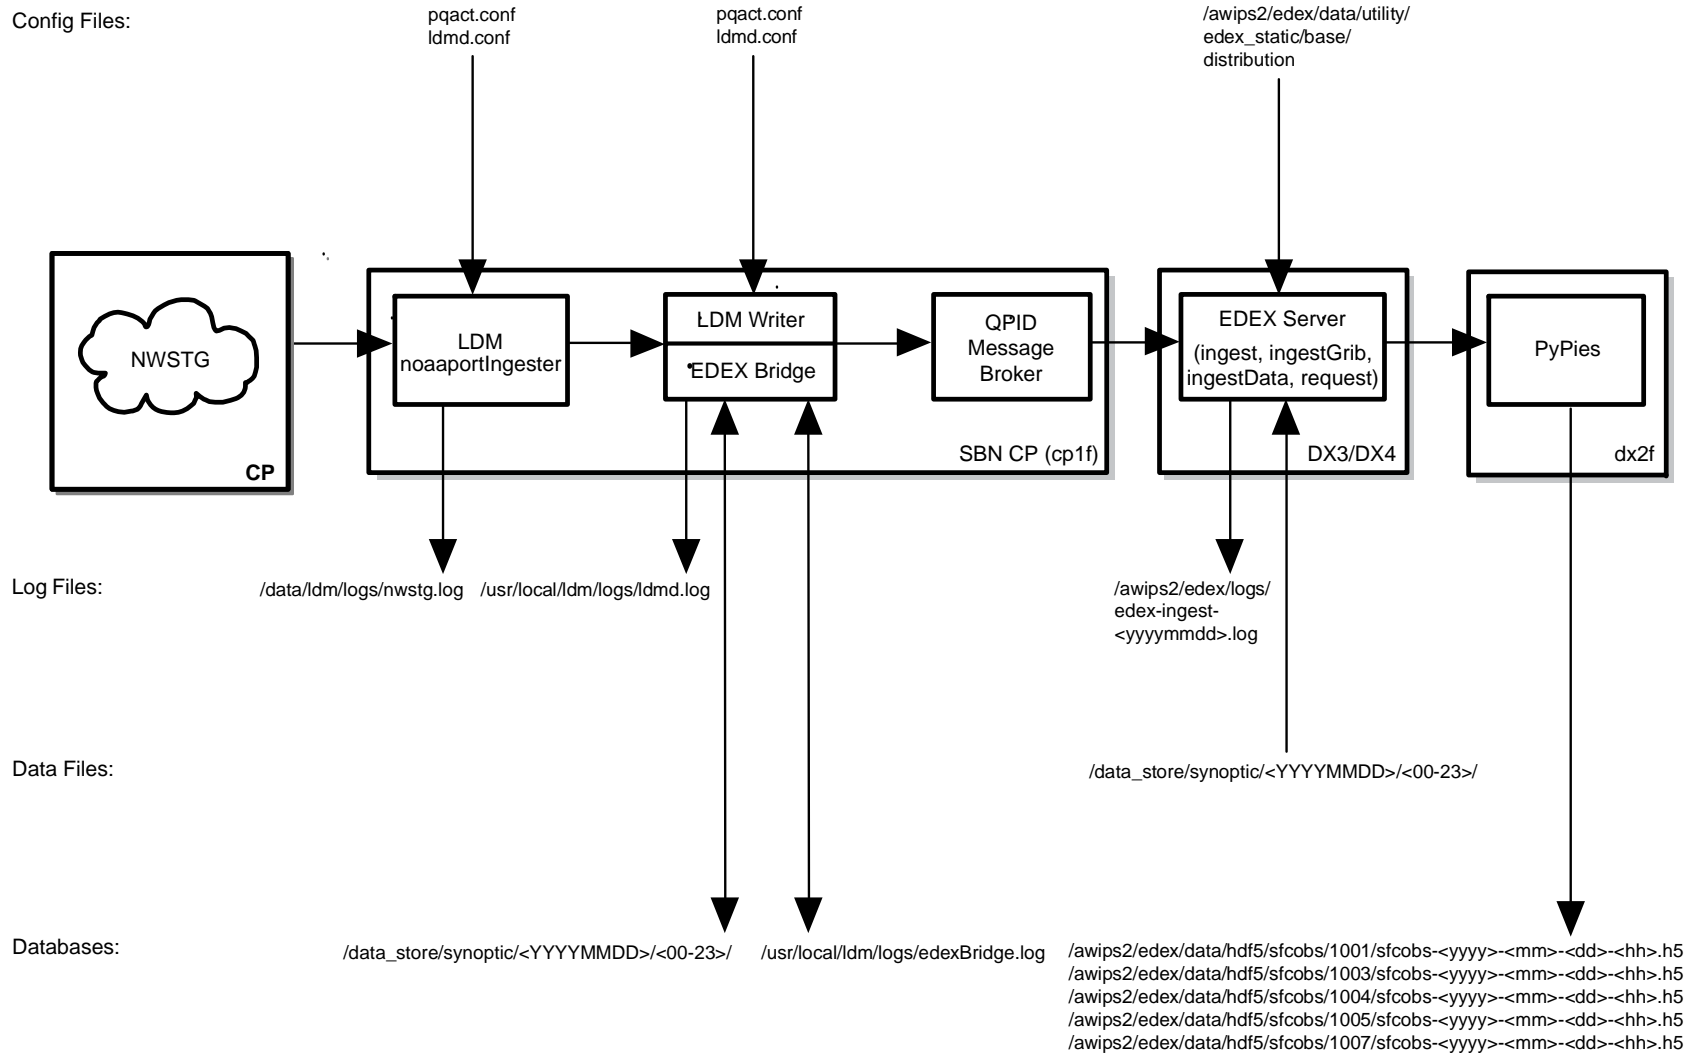 Config Files:
pqact.conf
ldmd.conf
pqact.conf
ldmd.conf
/awips2/edex/data/utility/
edex_static/base/
distribution
NWSTG
CP
LDM
noaaportIngester
LDM Writer
EDEX Bridge
QPID
Message
Broker
SBN CP (cp1f)
EDEX Server
(ingest, ingestGrib,
ingestData, request)
DX3/DX4
PyPies
dx2f
Log Files:
/data/ldm/logs/nwstg.log
/usr/local/ldm/logs/ldmd.log
/awips2/edex/logs/
edex-ingest-
<yyyymmdd>.log
Data Files:
/data_store/synoptic/<YYYYMMDD>/<00-23>/
Databases:
/data_store/synoptic/<YYYYMMDD>/<00-23>/
/usr/local/ldm/logs/edexBridge.log
/awips2/edex/data/hdf5/sfcobs/1001/sfcobs-<yyyy>-<mm>-<dd>-<hh>.h5
/awips2/edex/data/hdf5/sfcobs/1003/sfcobs-<yyyy>-<mm>-<dd>-<hh>.h5
/awips2/edex/data/hdf5/sfcobs/1004/sfcobs-<yyyy>-<mm>-<dd>-<hh>.h5
/awips2/edex/data/hdf5/sfcobs/1005/sfcobs-<yyyy>-<mm>-<dd>-<hh>.h5
/awips2/edex/data/hdf5/sfcobs/1007/sfcobs-<yyyy>-<mm>-<dd>-<hh>.h5